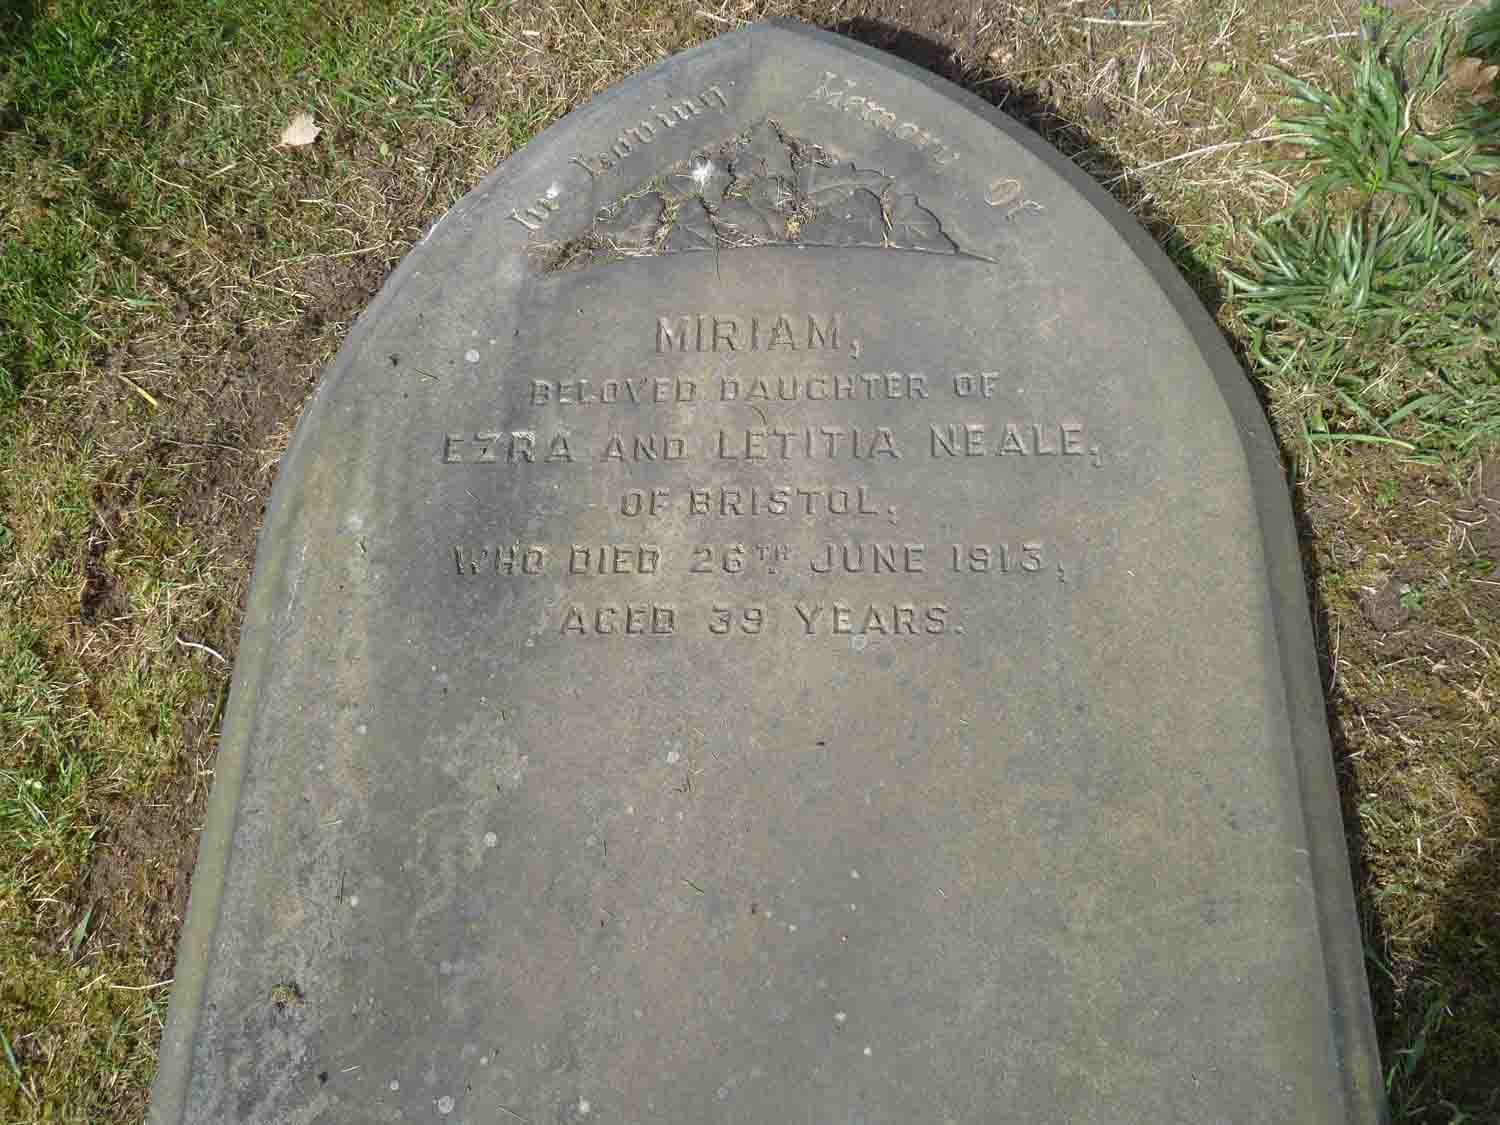 In Loving Memory Of
MIRIAM,
BELOVED DAUGHTER OF
EZRA AND LETITIA NEALE,
OF BRISTOL,
WHO DIED 26TH JUNE 1913,
AGED 39 YEARS.